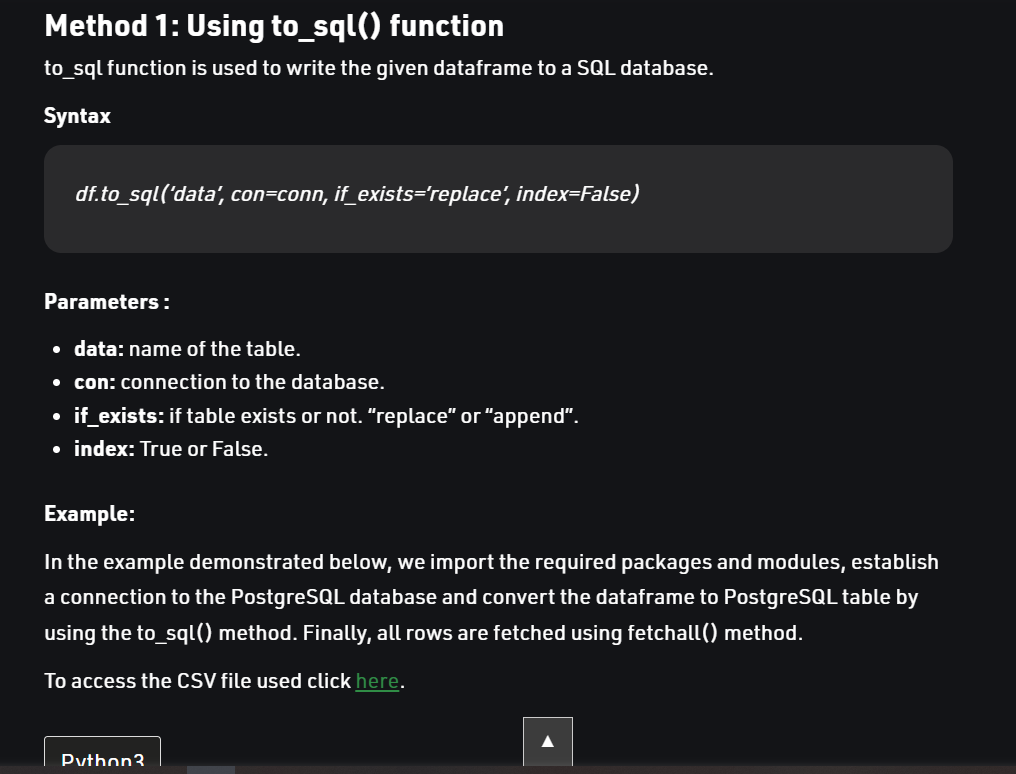 Method 1: Using to_sql() function
to_sql function is used to write the given dataframe to a SQL database.
Syntax
df.to_sql(‘data’, con=conn, if_exists=’replace’, index=False)
Parameters :
• data: name of the table.
• con: connection to the database.
• if_exists: if table exists or not. “replace” or “append”.
• index: True or False.
Example:
In the example demonstrated below, we import the required packages and modules, establish
a connection to the PostgreSQL database and convert the dataframe to PostgreSQL table by
using the to_sql() method. Finally, all rows are fetched using fetchall() method.
To access the CSV file used click here.
Python3